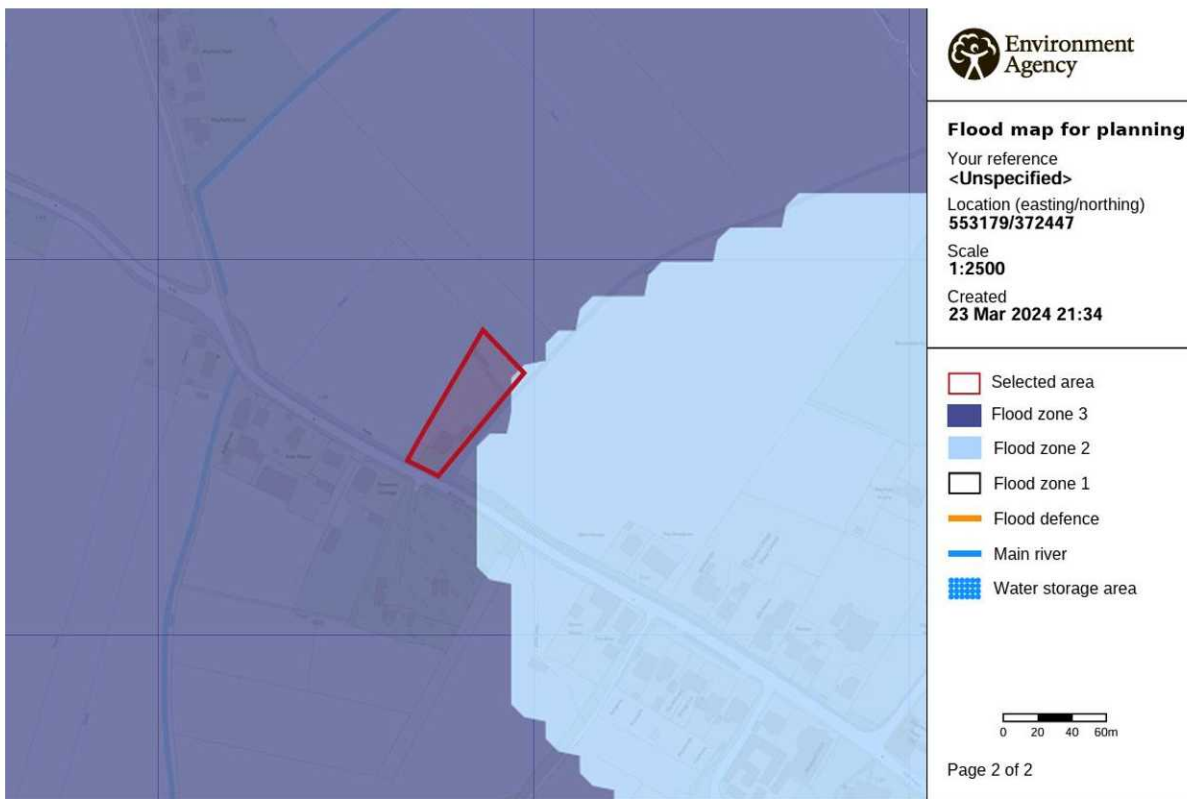 Environment
Agency
Flood map for planning
Your reference
<Unspecified>
Location (easting/northing)
553179/372447
Scale
1:2500
Created
23 Mar 2024 21:34
Selected area
Flood zone 3
Flood zone 2
Flood zone 1
Flood defence
Main river
Water storage area
0 20 40 60m
Page 2 of 2